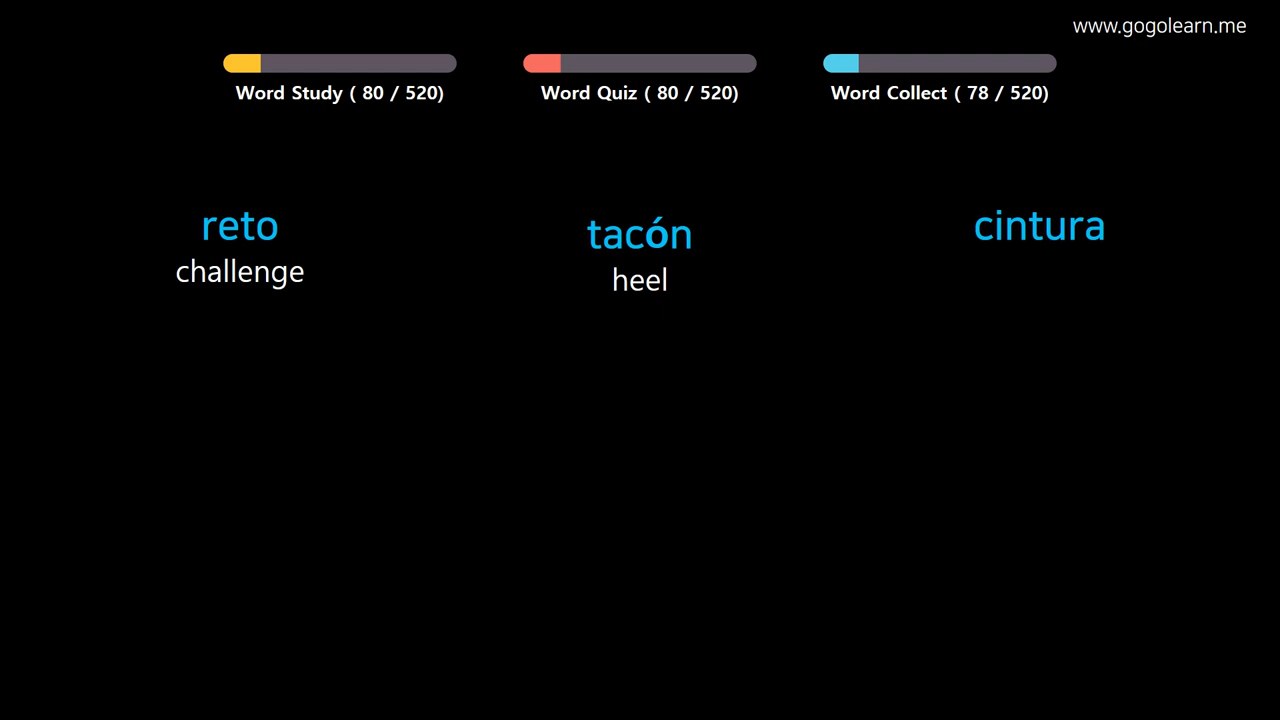 www.gogolearn.me
Word Study ( 80 / 520)
Word Quiz ( 80 / 520)
Word Collect ( 78 / 520)
reto
challenge
tacón
heel
cintura